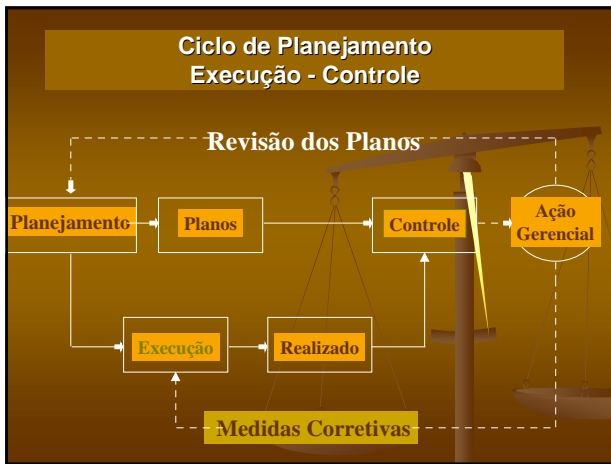 Ciclo de Planejamento
Execução - Controle
Revisão dos Planos
Planejamento
Planos
Controle
Ação
Gerencial
Execução
Realizado
Medidas Corretivas